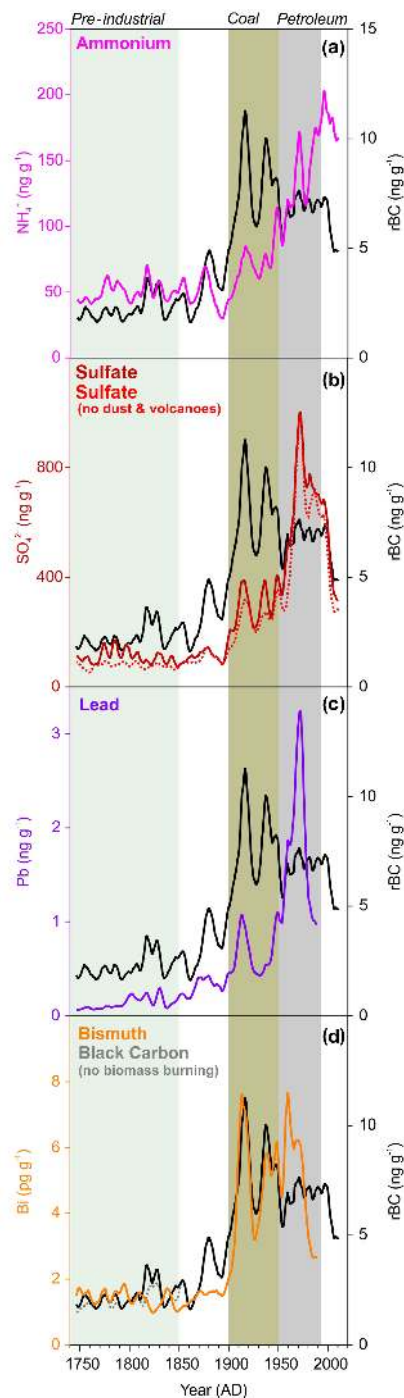 Pre-industrial Coal Petroleum
250 15
Ammonium (a)
200
10
150
NH₄⁺ (ng g⁻¹) rBC (ng g⁻¹)
100
5
50
0 0
Sulfate (b)
Sulfate
(no dust & volcanoes)
800
10
SO₄²⁻ (ng g⁻¹) rBC (ng g⁻¹)
400
5
0 0
Lead (c)
3
10
2
Pb (ng g⁻¹) rBC (ng g⁻¹)
1
5
0 0
Bismuth (d)
Black Carbon
(no biomass burning)
8
6
10
Bi (pg g⁻¹) rBC (ng g⁻¹)
4
5
2
0 0
1750 1800 1850 1900 1950 2000
Year (AD)